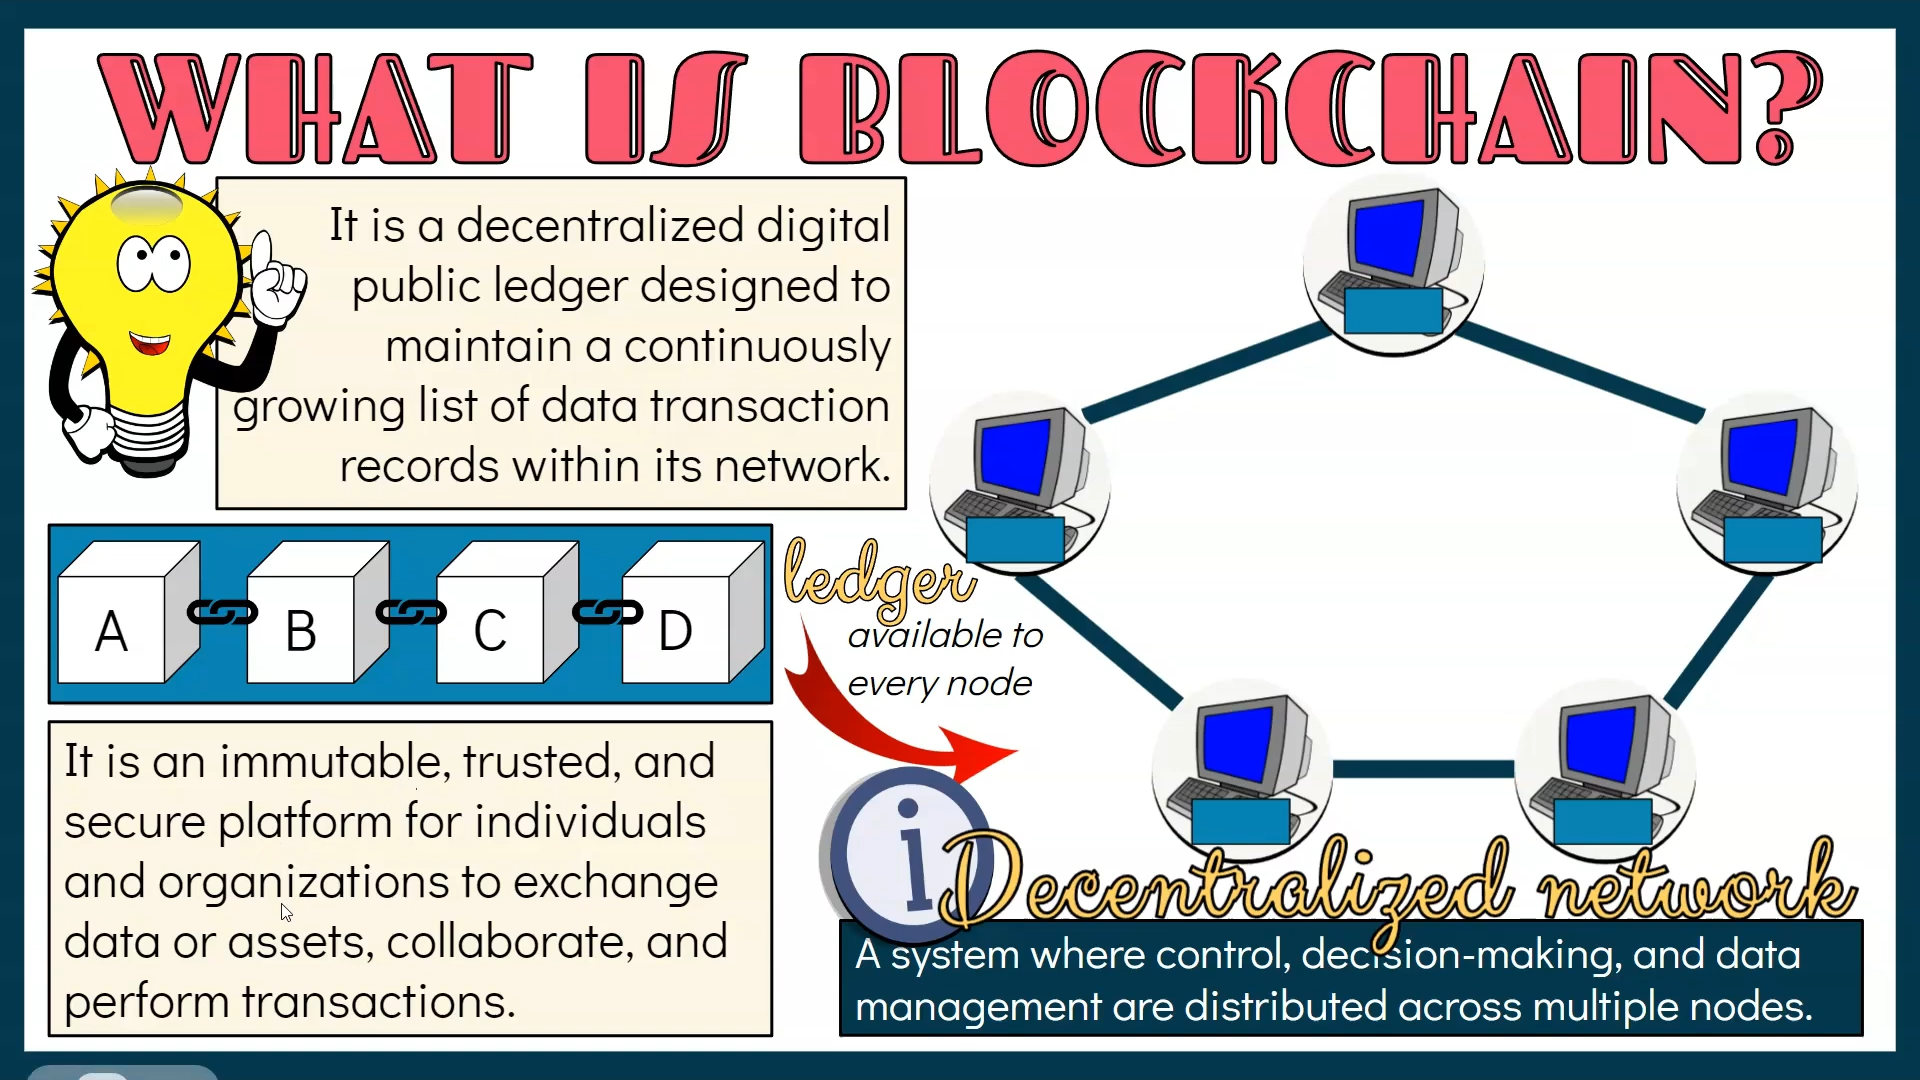 WHAT IS BLOCKCHAIN?
It is a decentralized digital
public ledger designed to
maintain a continuously
growing list of data transaction
records within its network.
A
B
C
D
ledger
available to
every node
It is an immutable, trusted, and
secure platform for individuals
and organizations to exchange
data or assets, collaborate, and
perform transactions.
i
Decentralized network
A system where control, decision-making, and data
management are distributed across multiple nodes.